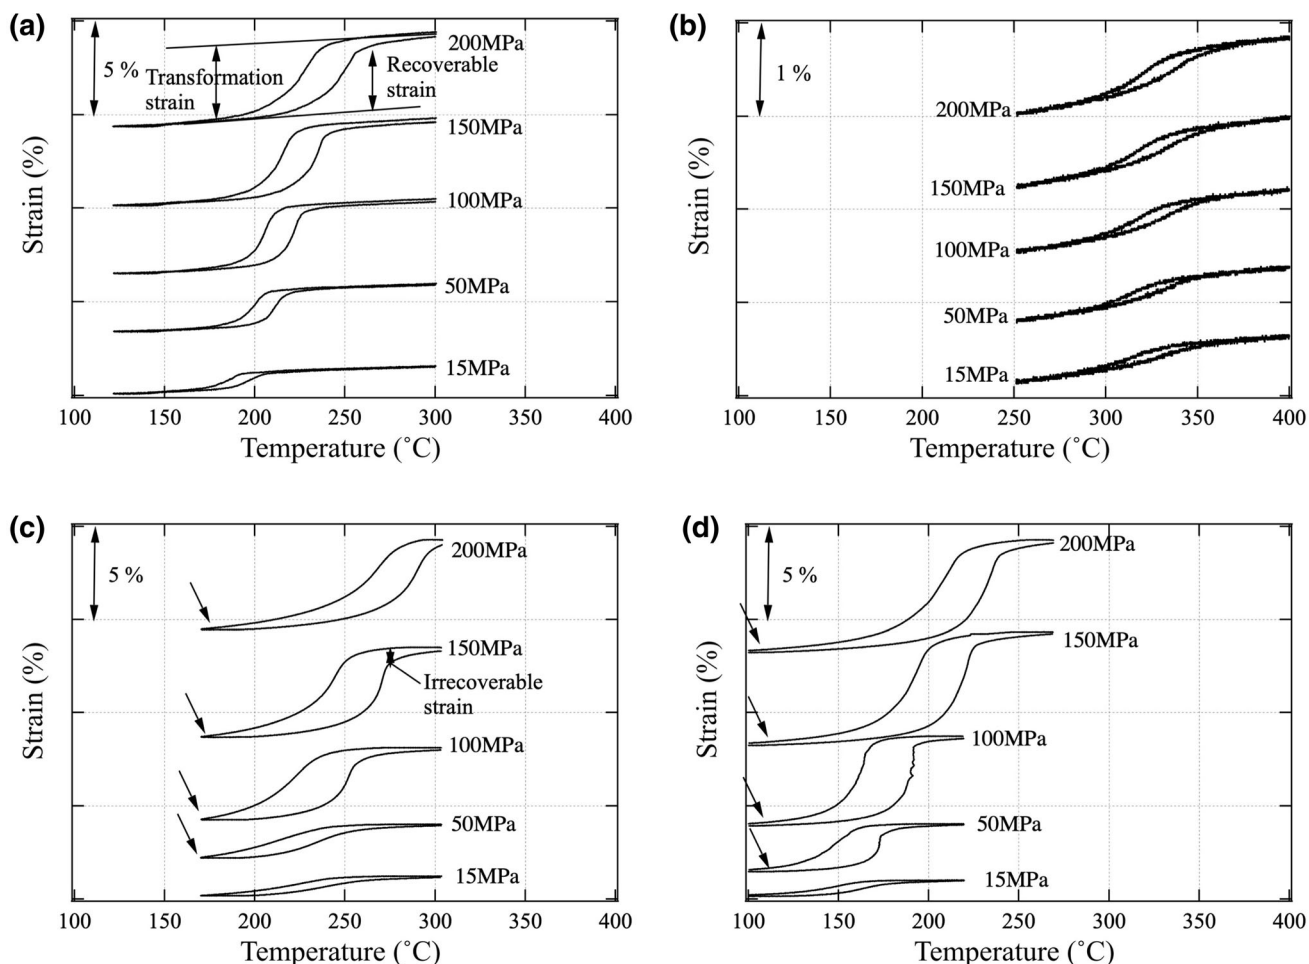 (a)
5 %
Transformation
strain
Recoverable
strain
200MPa
150MPa
100MPa
50MPa
15MPa
Strain (%)
100 150 200 250 300 350 400
Temperature (˚C)
(b)
1 %
200MPa
150MPa
100MPa
50MPa
15MPa
Strain (%)
100 150 200 250 300 350 400
Temperature (˚C)
(c)
5 %
200MPa
150MPa
Irrecoverable
strain
100MPa
50MPa
15MPa
Strain (%)
100 150 200 250 300 350 400
Temperature (˚C)
(d)
5 %
200MPa
150MPa
100MPa
50MPa
15MPa
Strain (%)
100 150 200 250 300 350 400
Temperature (˚C)